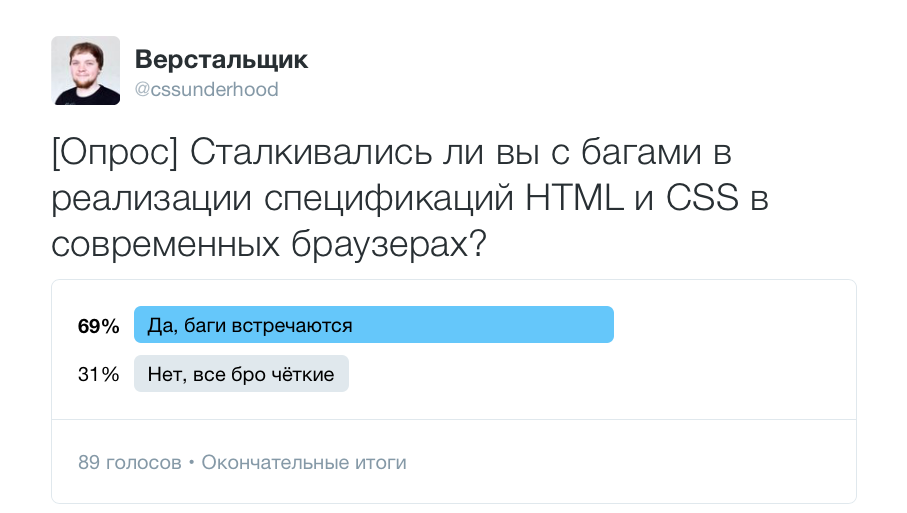 Верстальщик
@cssunderhood
[Опрос] Сталкивались ли вы с багами в
реализации спецификаций HTML и CSS в
современных браузерах?
69% Да, баги встречаются
31% Нет, все бро чёткие
89 голосов • Окончательные итоги